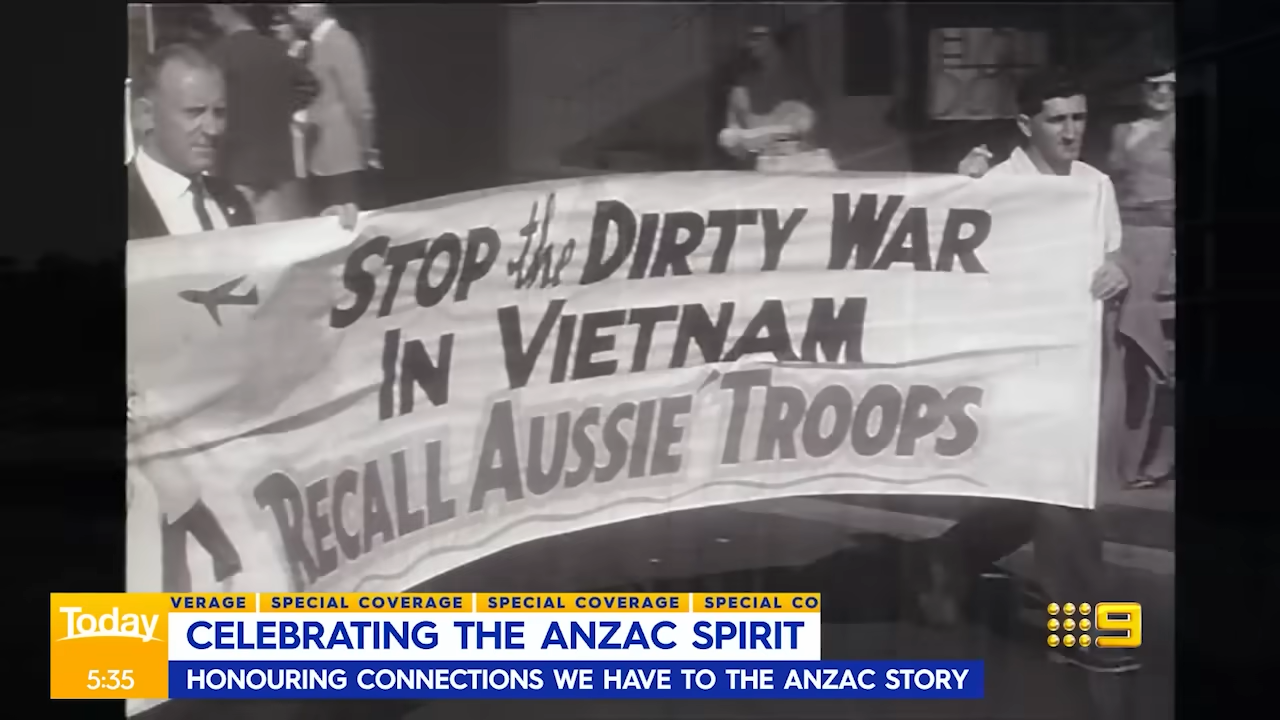 STOP the DIRTY WAR
IN VIETNAM
RECALL AUSSIE TROOPS
Today
5:35
VERAGE | SPECIAL COVERAGE | SPECIAL COVERAGE | SPECIAL CO
CELEBRATING THE ANZAC SPIRIT
HONOURING CONNECTIONS WE HAVE TO THE ANZAC STORY
9